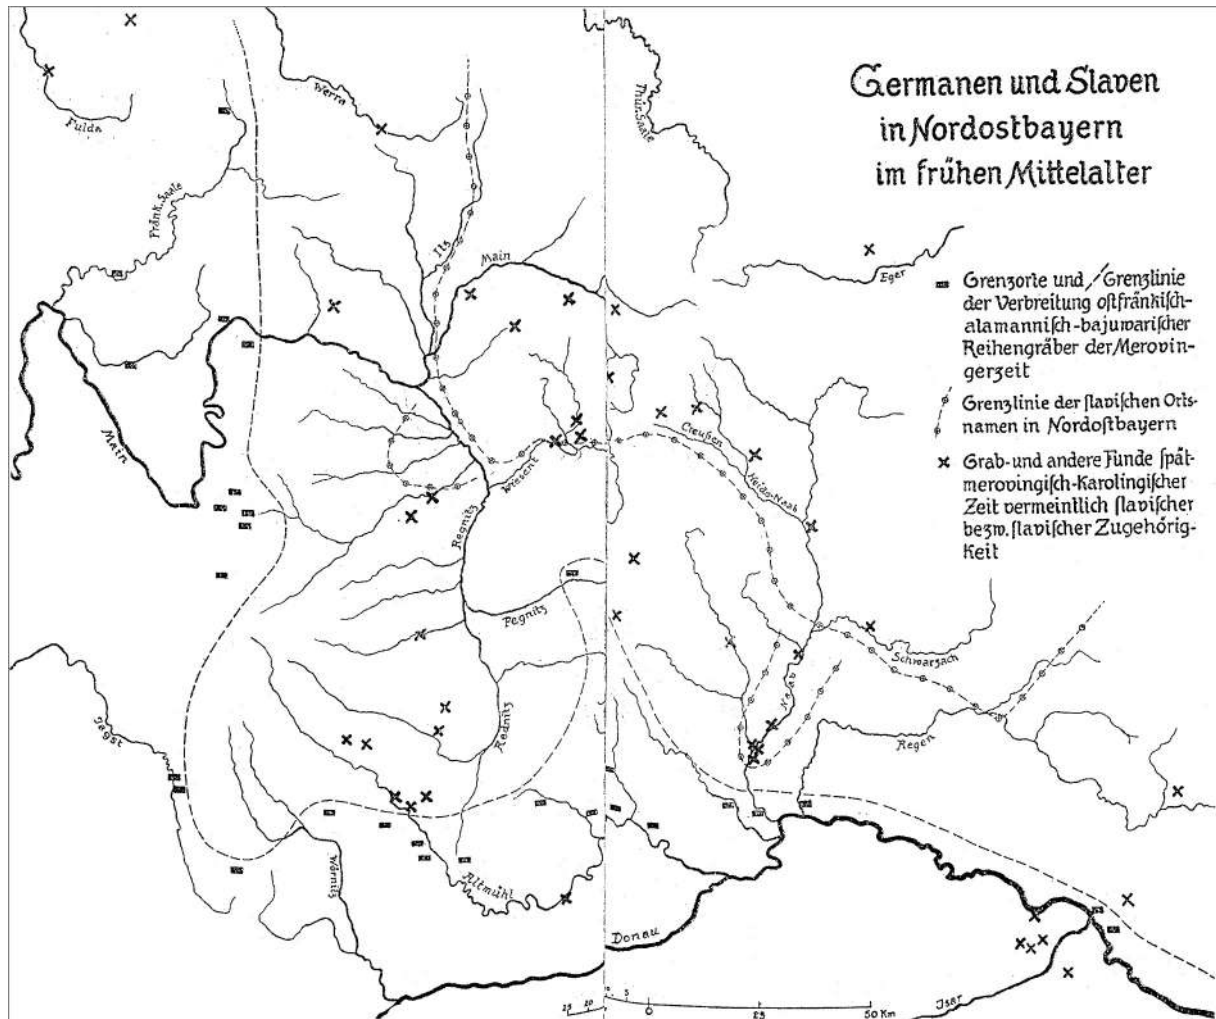 Germanen und Slaven
in Nordostbayern
im frühen Mittelalter
Grenzorte und Grenzlinie
der Verbreitung ostfränkisch-
alamannisch-bajuwarischer
Reihengräber der Merovin-
gerzeit
Grenzlinie der slavischen Orts-
namen in Nordostbayern
Grab- und andere Funde spät-
merovingisch-Karolingischer
Zeit vermeintlich slavischer
bezw. slavischer Zugehörig-
keit
Fulda
Werra
Thür. Saale
Fränk. Saale
Itz
Main
Eger
Main
Creußen
Heide-Naab
Wiesent
Regnitz
Pegnitz
Schwarzach
Naab
Rednitz
Jagst
Regen
Wörnitz
Altmühl
Donau
Isar
25 20 5 0 25 50 Km